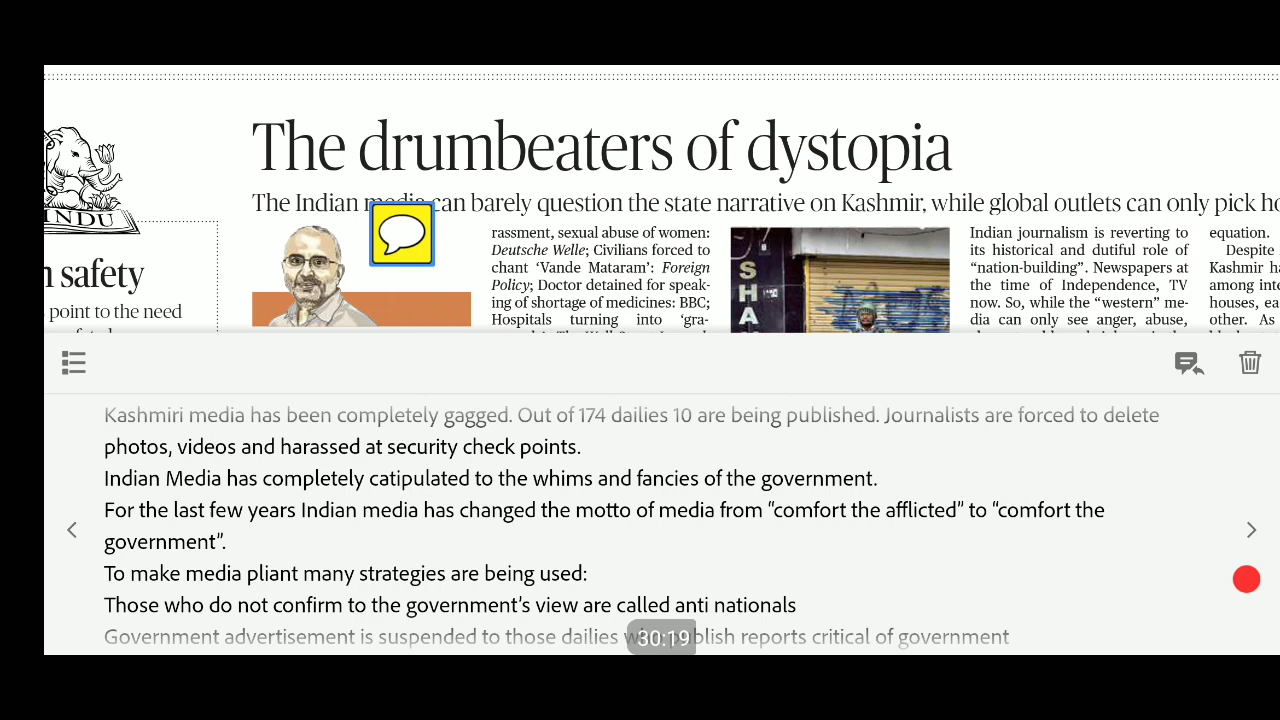 The drumbeaters of dystopia
The Indian media can barely question the state narrative on Kashmir, while global outlets can only pick
INDU
safety
point to the need
rassment, sexual abuse of women:
Deutsche Welle; Civilians forced to
chant ‘Vande Mataram’: Foreign
Policy; Doctor detained for speak-
ing of shortage of medicines: BBC;
Hospitals turning into ‘gra-
SHA
Indian journalism is reverting to
its historical and dutiful role of
“nation-building”. Newspapers at
the time of Independence, TV
now. So, while the “western” me-
dia can only see anger, abuse,
equation.
Despite
Kashmir
among
houses,
other. As
Kashmiri media has been completely gagged. Out of 174 dailies 10 are being published. Journalists are forced to delete
photos, videos and harassed at security check points.
Indian Media has completely catipulated to the whims and fancies of the government.
For the last few years Indian media has changed the motto of media from “comfort the afflicted” to “comfort the
government”.
To make media pliant many strategies are being used:
Those who do not confirm to the government’s view are called anti nationals
Government advertisement is suspended to those dailies publish reports critical of government
30:19